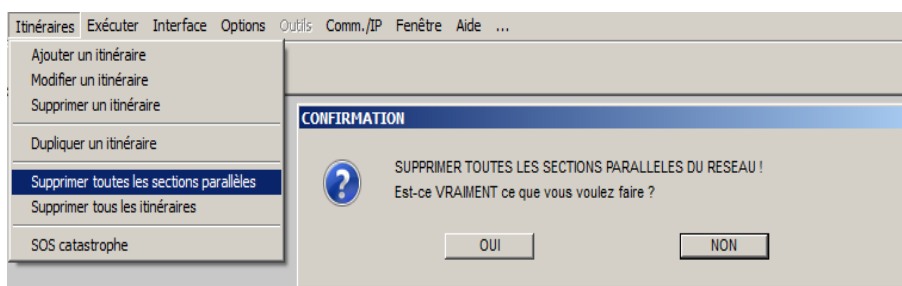 Itinéraires Exécuter Interface Options Outils Comm./IP Fenêtre Aide ...
Ajouter un itinéraire
Modifier un itinéraire
Supprimer un itinéraire
Dupliquer un itinéraire
Supprimer toutes les sections parallèles
Supprimer tous les itinéraires
SOS catastrophe
CONFIRMATION
SUPPRIMER TOUTES LES SECTIONS PARALLELES DU RESEAU !
Est-ce VRAIMENT ce que vous voulez faire ?
OUI NON